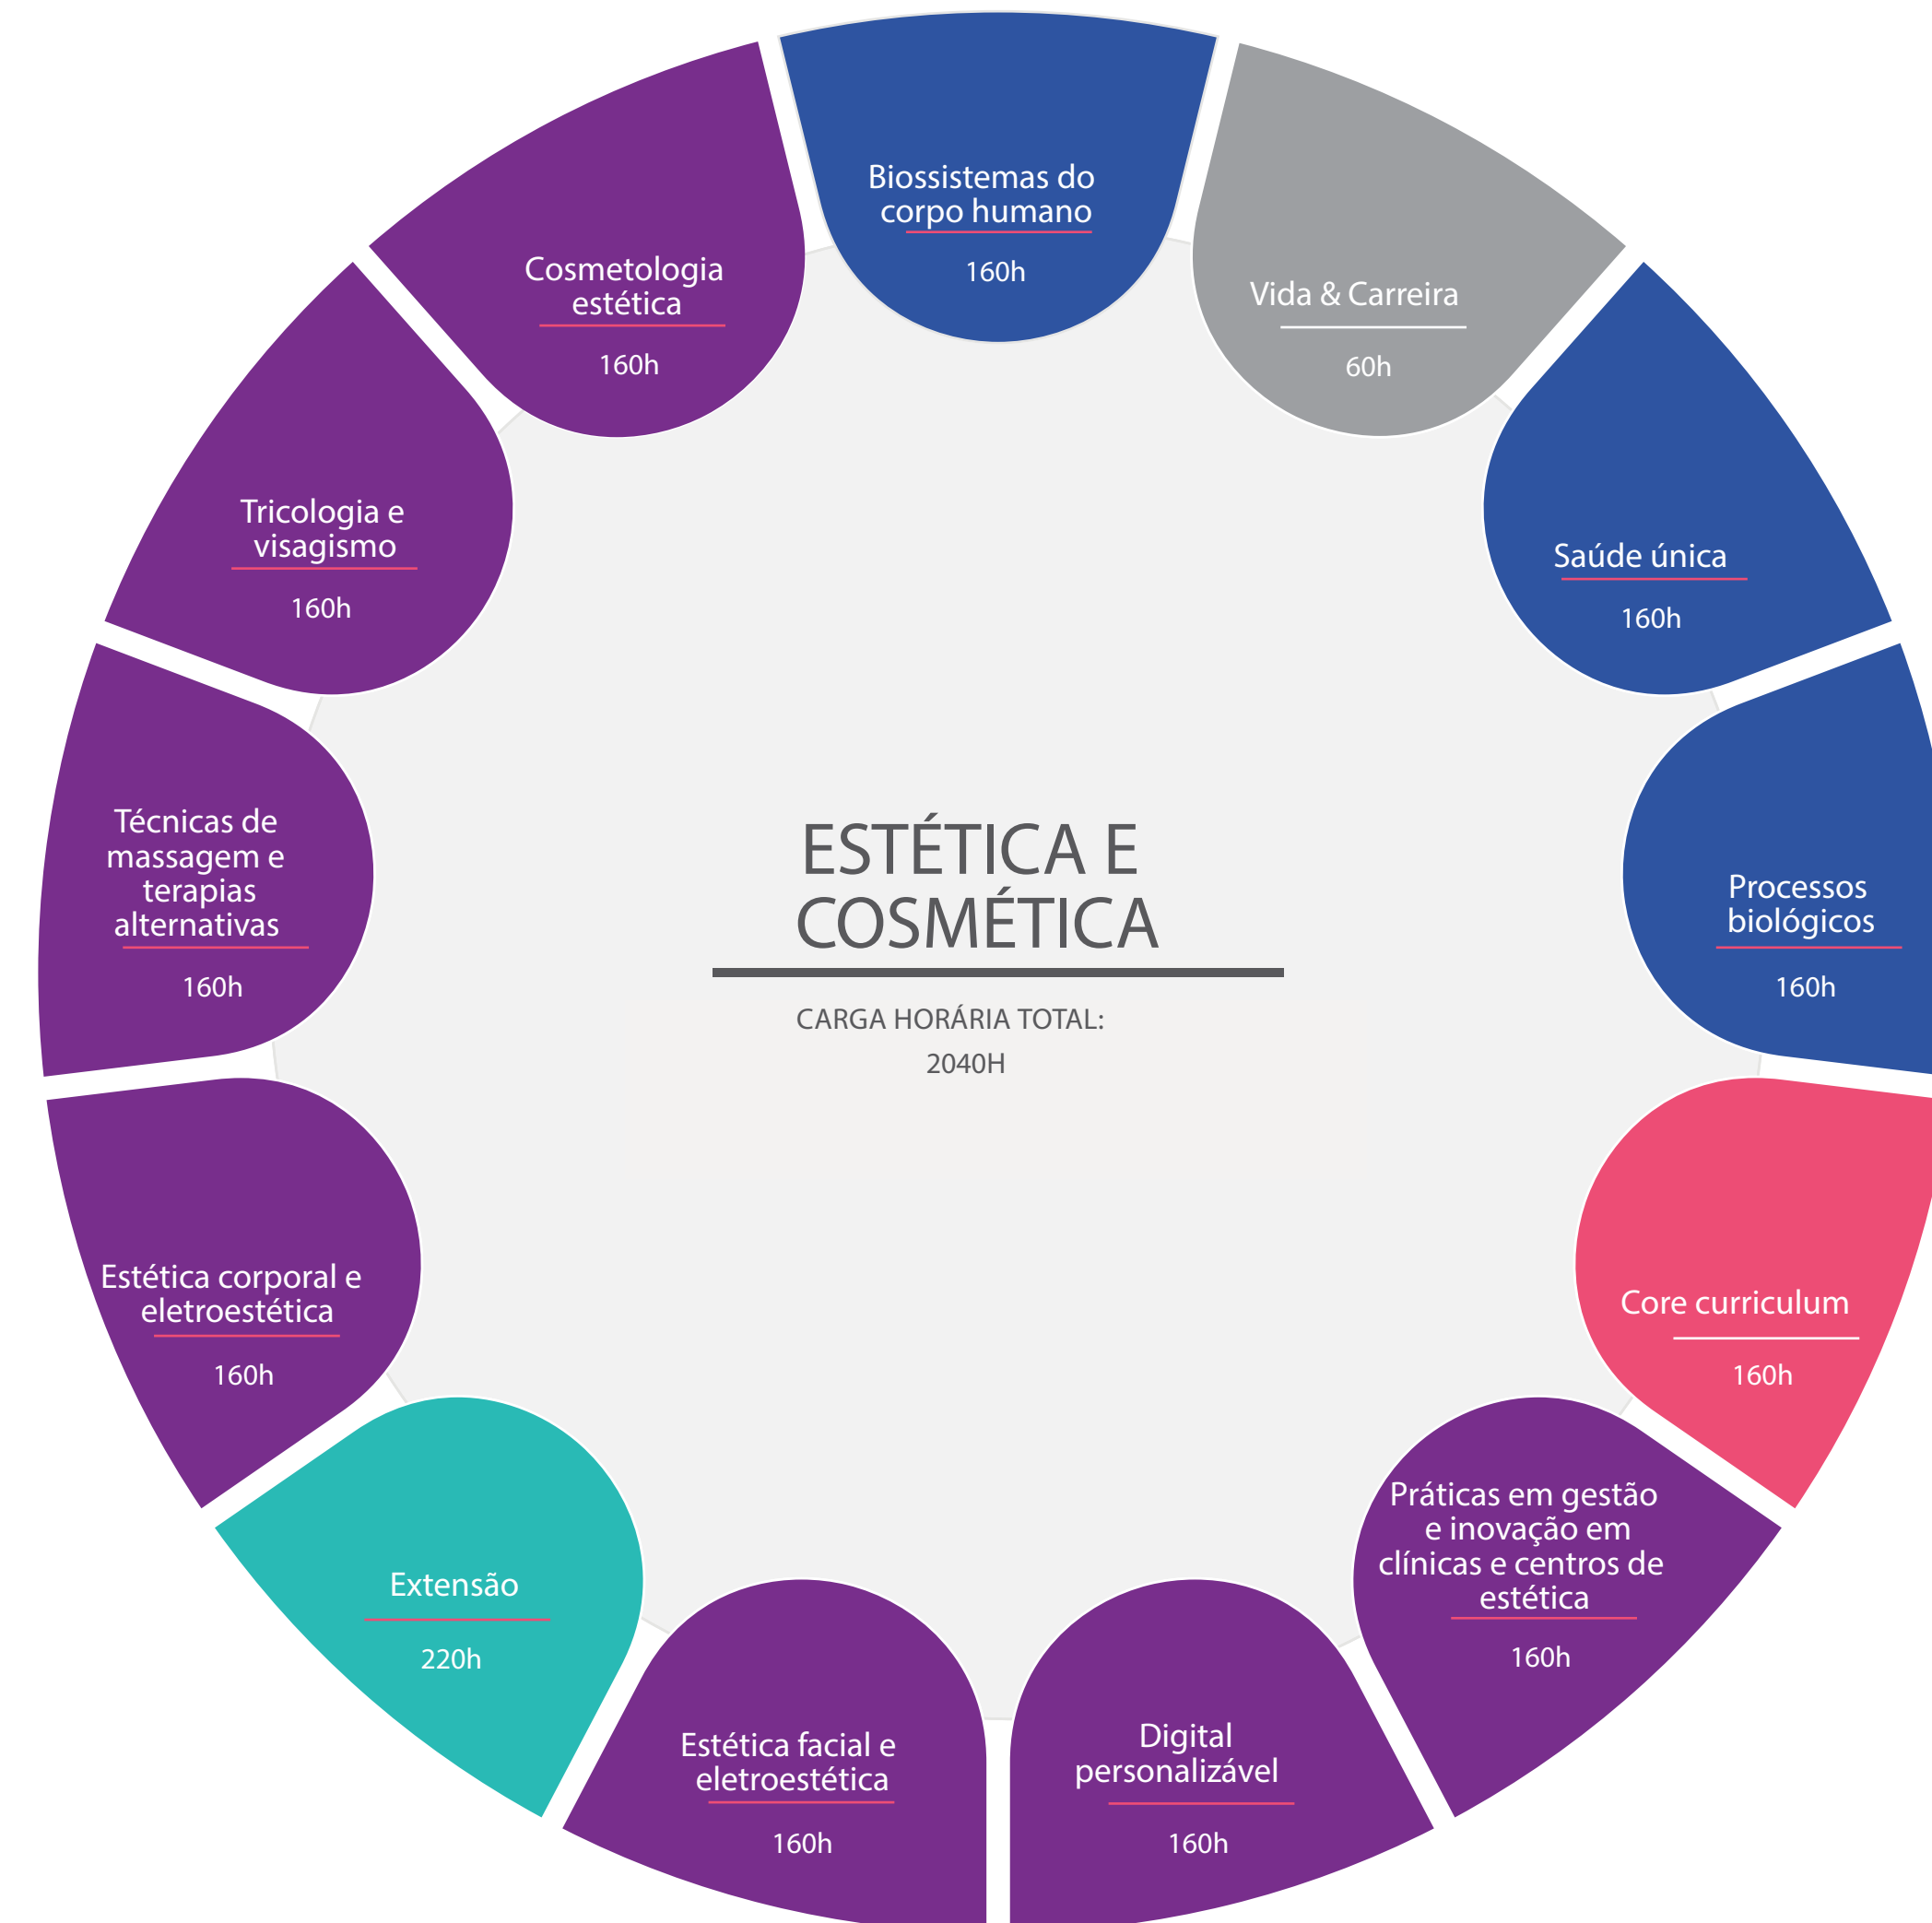 Biossistemas do
corpo humano
160h
Vida & Carreira
60h
Saúde única
160h
Processos
biológicos
160h
Core curriculum
160h
Práticas em gestão
e inovação em
clínicas e centros de
estética
160h
Digital
personalizável
160h
Estética facial e
eletroestética
160h
Extensão
220h
Estética corporal e
eletroestética
160h
Técnicas de
massagem e
terapias
alternativas
160h
Tricologia e
visagismo
160h
Cosmetologia
estética
160h
ESTÉTICA E
COSMÉTICA
CARGA HORÁRIA TOTAL:
2040H